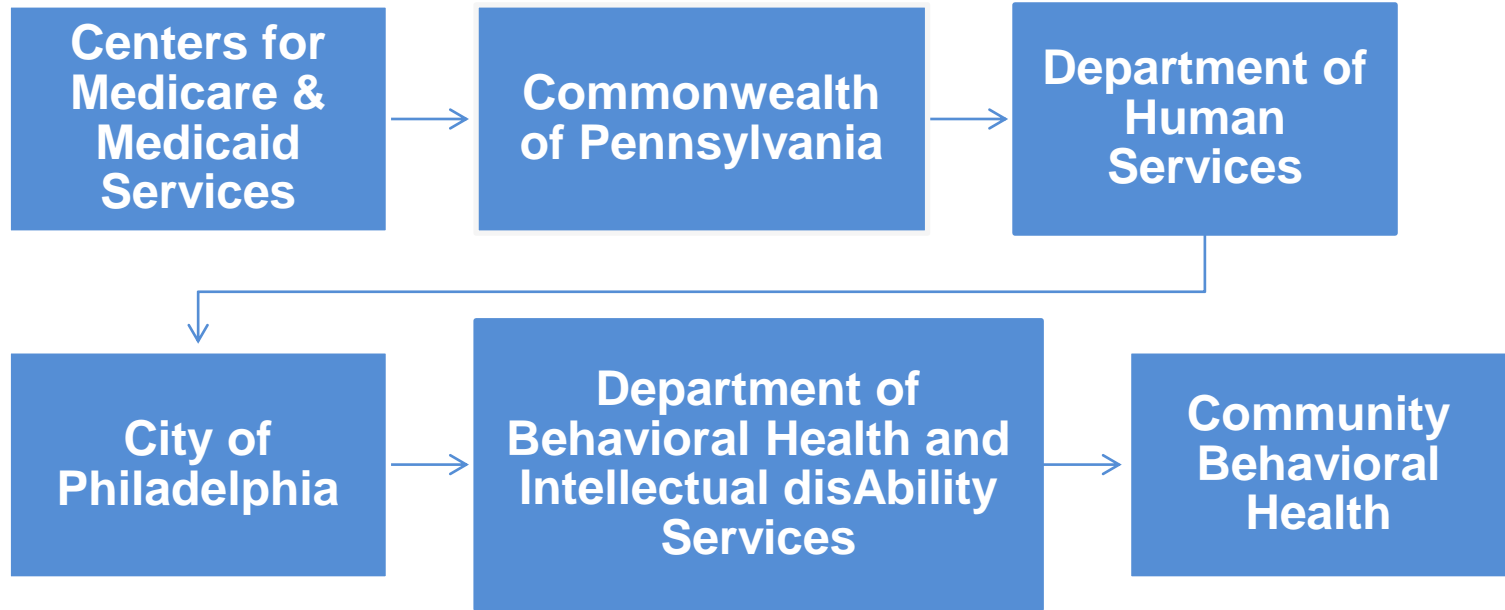 Centers for
Medicare &
Medicaid
Services
Commonwealth
of Pennsylvania
Department of
Human
Services
City of
Philadelphia
Department of
Behavioral Health and
Intellectual disAbility
Services
Community
Behavioral
Health